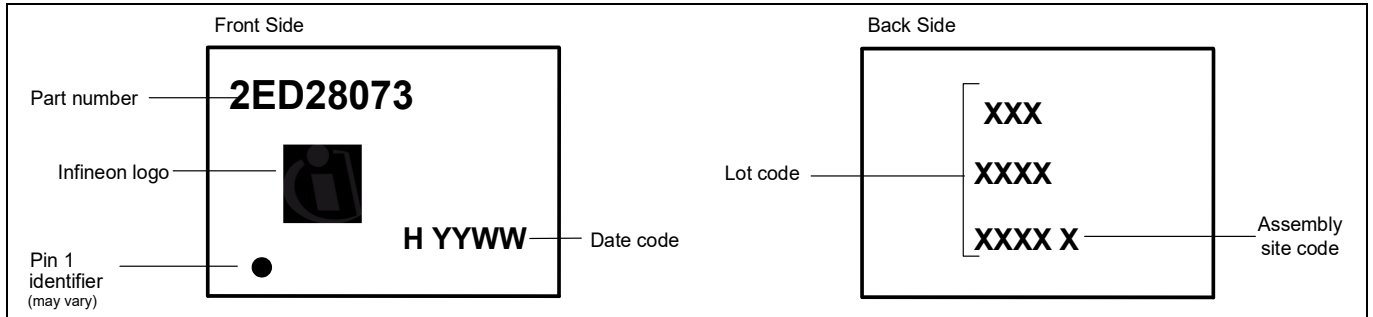 Front Side
Part number
2ED28073
Infineon logo
H YYWW
Date code
Pin 1
identifier
(may vary)
Back Side
Lot code
XXX
XXXX
XXXX X
Assembly
site code